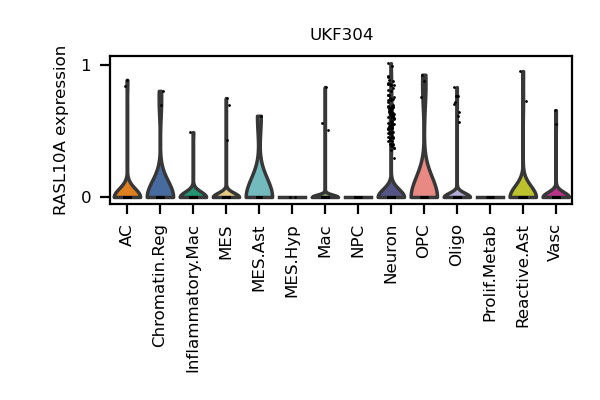 UKF304
RASL10A expression
1
0
AC
Chromatin.Reg
Inflammatory.Mac
MES
MES.Ast
MES.Hyp
Mac
NPC
Neuron
OPC
Oligo
Prolif.Metab
Reactive.Ast
Vasc